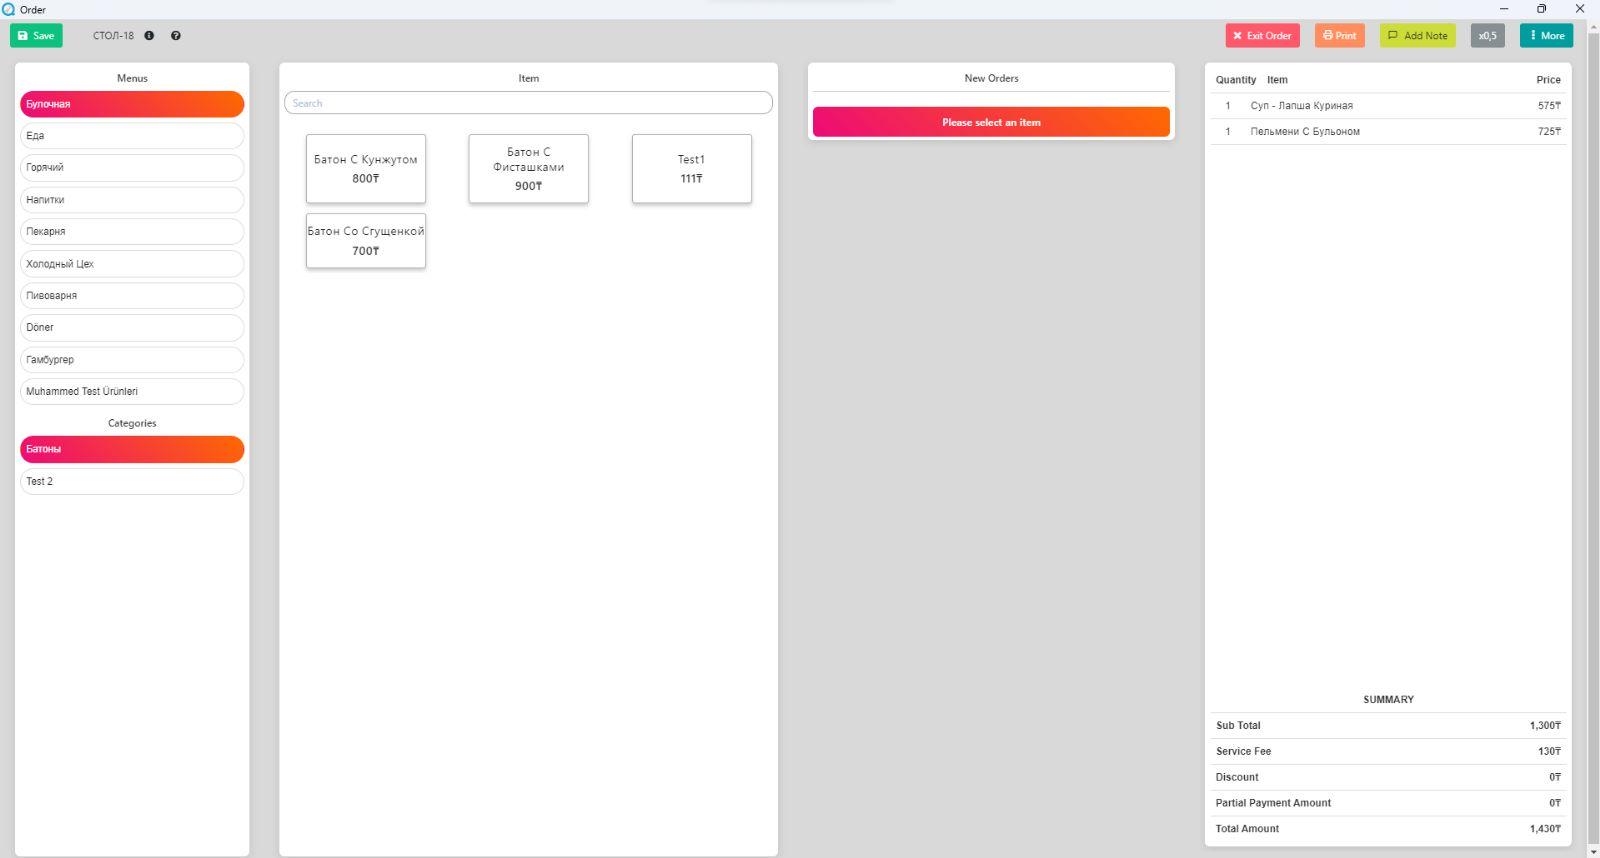 Order
Save
СТОЛ-18
Exit Order
Print
Add Note
x0,5
More
Menus
Булочная
Еда
Горячий
Напитки
Пекарня
Холодный Цех
Пивоварня
Döner
Гамбургер
Muhammed Test Ürünleri
Categories
Батоны
Test 2
Item
Search
Батон С Кунжутом
800₸
Батон С
Фисташками
900₸
Test1
111₸
Батон Со Сгущенкой
700₸
New Orders
Please select an item
Quantity Item Price
1 Суп - Лапша Куриная 575₸
1 Пельмени С Бульоном 725₸
SUMMARY
Sub Total 1,300₸
Service Fee 130₸
Discount 0₸
Partial Payment Amount 0₸
Total Amount 1,430₸